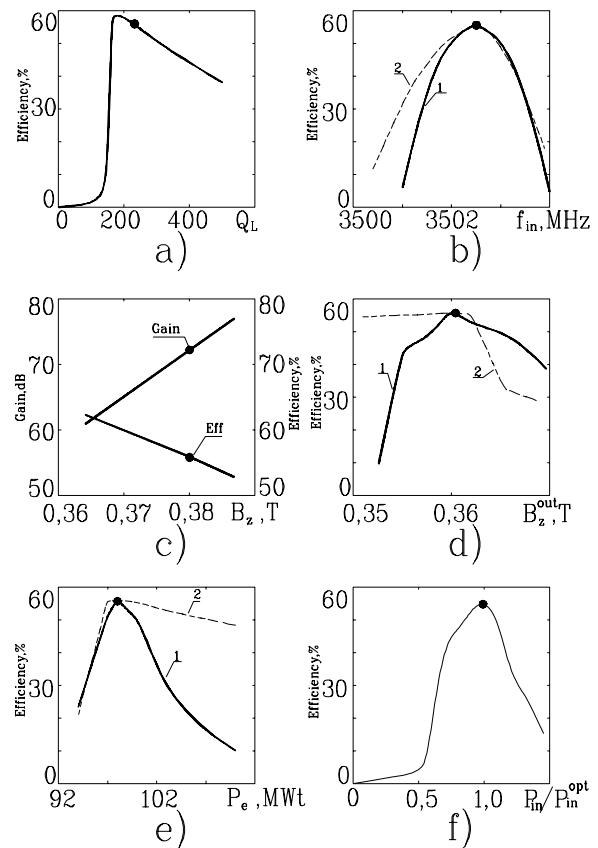 60
30
0
Efficiency,%
0 200 400 Q_L
a)
60
30
0
Efficiency,%
2
1
3500 3502 f_in,MHz
b)
80
70
60
50
Gain,dB
Gain
Eff
80
70
60
50
Efficiency,%
0,36 0,37 0,38 B_z,T
c)
60
30
0
Efficiency,%
1
2
0,35 0,36 B_z^out,T
d)
60
30
0
Efficiency,%
2
1
92 102 P_e,MWt
e)
60
30
0
Efficiency,%
0 0,5 1,0 P_in/P_in^opt
f)